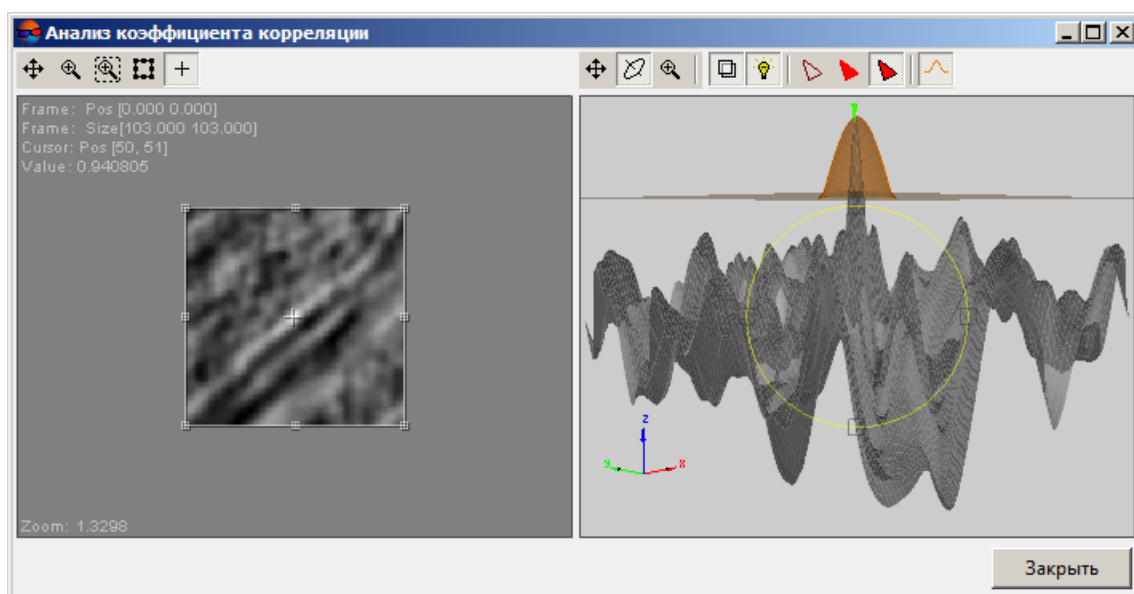 Анализ коэффициента корреляции
Frame: Pos [0.000 0.000]
Frame: Size[103.000 103.000]
Cursor: Pos [50, 51]
Value: 0.940805
Zoom: 1.3298
z
y
x
Закрыть